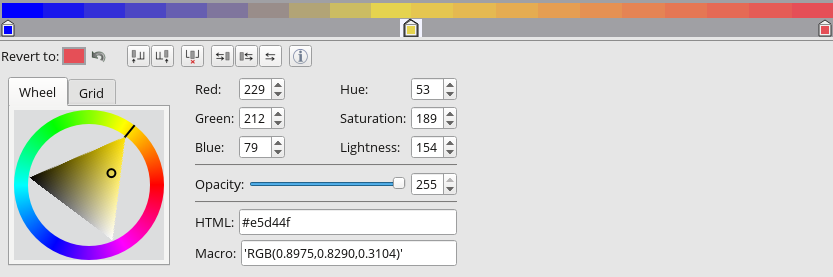 Revert to:
Wheel Grid
Red: 229 Hue: 53
Green: 212 Saturation: 189
Blue: 79 Lightness: 154
Opacity: 255
HTML: #e5d44f
Macro: 'RGB(0.8975,0.8290,0.3104)'